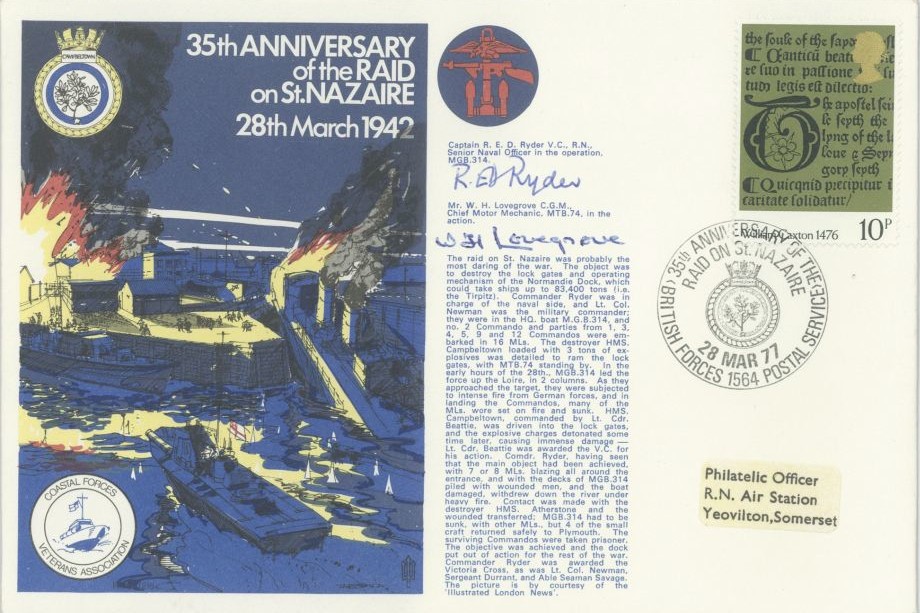 CAMPBELTOWN
35th ANNIVERSARY
of the RAID
on St. NAZAIRE
28th March 1942
COASTAL FORCES
VETERANS ASSOCIATION
Captain R. E. D. Ryder V.C., R.N.,
Senior Naval Officer in the operation,
MGB.314.
R.E.D Ryder
Mr. W. H. Lovegrove C.G.M.,
Chief Motor Mechanic, MTB.74, in the
action.
W H Lovegrove
The raid on St. Nazaire was probably the
most daring of the war. The object was
to destroy the lock gates and operating
mechanism of the Normandie Dock, which
could take ships up to 83,400 tons (i.e.
the Tirpitz). Commander Ryder was in
charge of the naval side, and Lt. Col.
Newman was the military commander;
they were in the HQ. boat M.G.B.314, and
no. 2 Commando and parties from 1, 3,
4, 5, 9 and 12 Commandos were em-
barked in 16 MLs. The destroyer HMS.
Campbeltown loaded with 3 tons of ex-
plosives was detailed to ram the lock
gates, with MTB.74 standing by. In the
early hours of the 28th., MGB.314 led the
force up the Loire, in 2 columns. As they
approached the target, they were subjected
to intense fire from German forces, and in
landing the Commandos, many of the
MLs. were set on fire and sunk. HMS.
Campbeltown, commanded by Lt. Cdr.
Beattie, was driven into the lock gates,
and the explosive charges detonated some
time later, causing immense damage —
Lt. Cdr. Beattie was awarded the V.C. for
his action. Comdr. Ryder, having seen
that the main object had been achieved,
with 7 or 8 MLs. blazing all around the
entrance, and with the decks of MGB.314
piled with wounded men, and the boat
damaged, withdrew down the river under
heavy fire. Contact was made with the
destroyer HMS. Atherstone and the
wounded transferred; MGB.314 had to be
sunk, with other MLs., but 4 of the small
craft returned safely to Plymouth. The
surviving Commandos were taken prisoner.
The objective was achieved and the dock
put out of action for the rest of the war.
Commander Ryder was awarded the
Victoria Cross, as was Lt. Col. Newman,
Sergeant Durrant, and Able Seaman Savage.
The picture is by courtesy of the
'Illustrated London News'.
the soule of the
Canticū
re suo in passione
tudo legis est dilectio:
apostel
seyth the
lyng of the
loue a
gory seyth
Quicquid precipitur
caritate solidatur/
William Caxton 1476 10P
35th ANNIVERSARY OF THE
RAID ON St. NAZAIRE
28 MAR 77
BRITISH FORCES 1564 POSTAL SERVICE
Philatelic Officer
R.N. Air Station
Yeovilton,Somerset